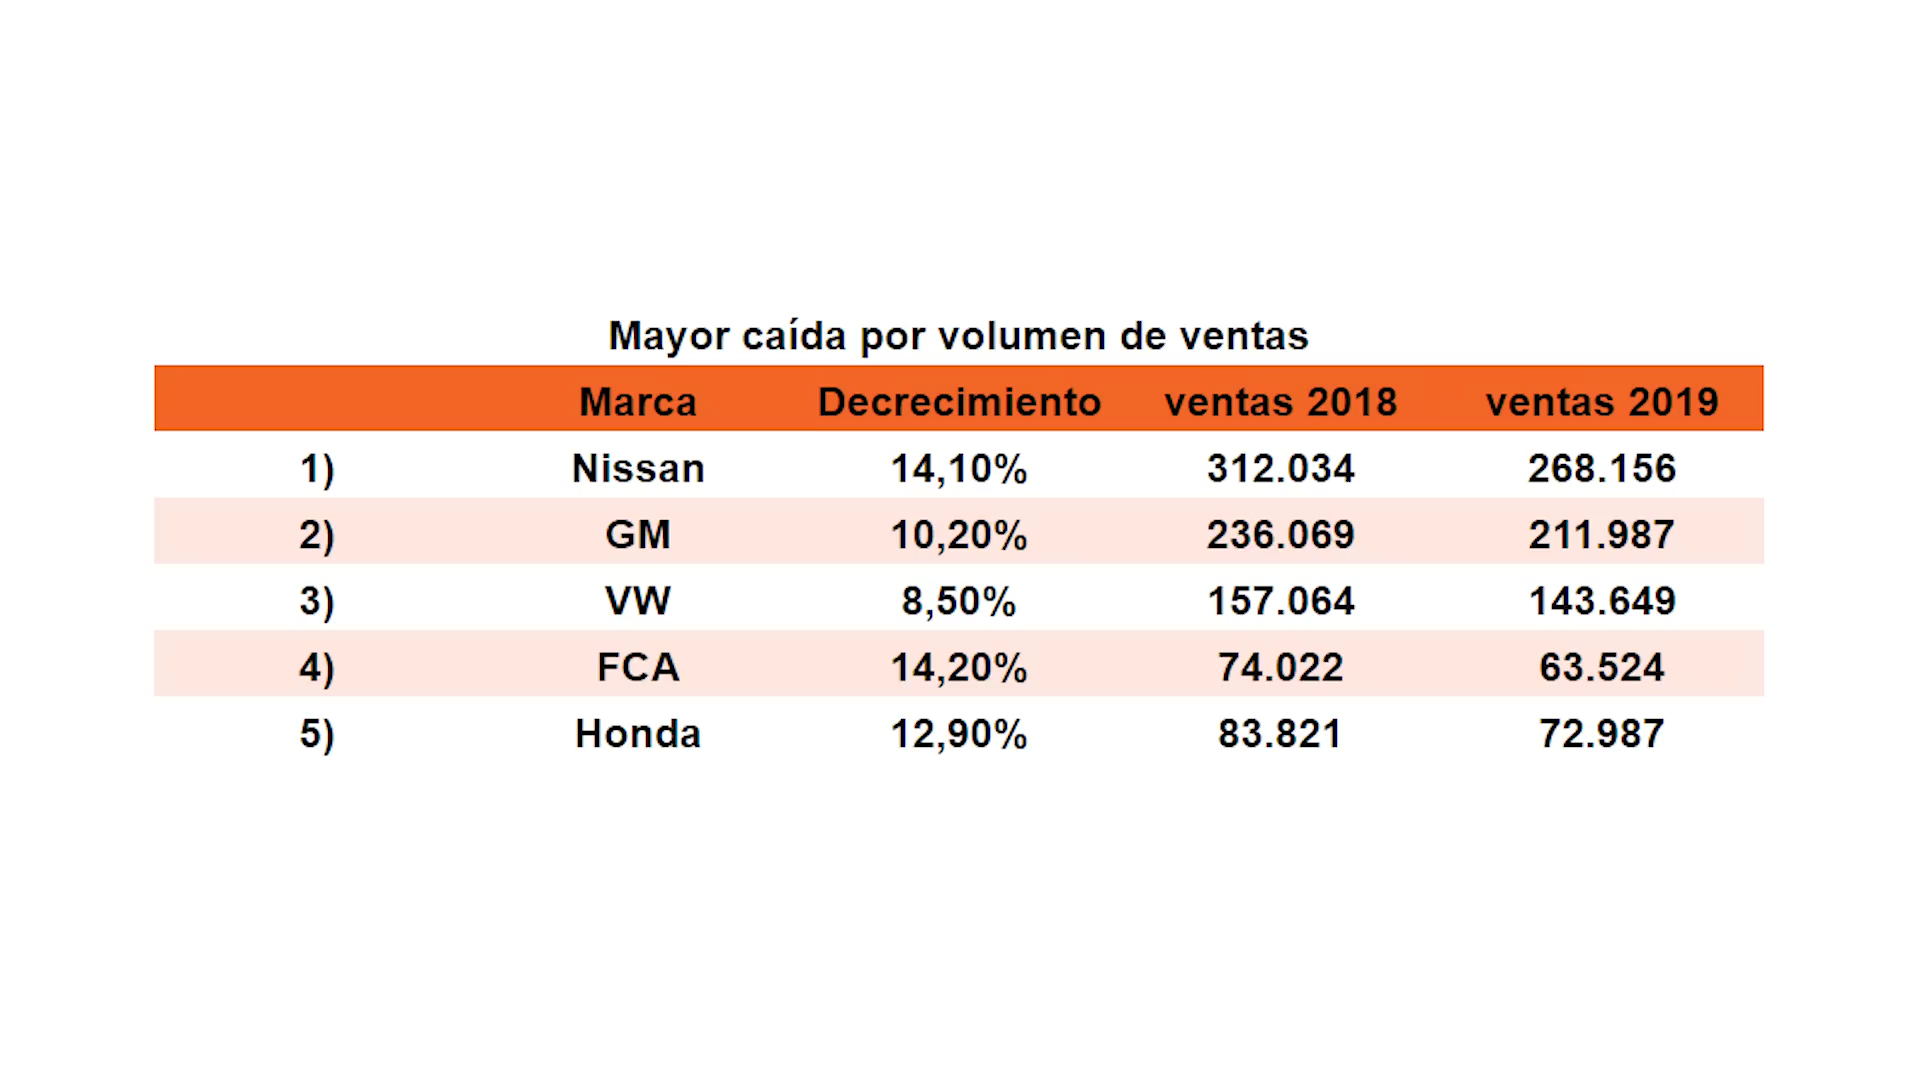 Mayor caída por volumen de ventas
Marca Decrecimiento ventas 2018 ventas 2019
1) Nissan 14,10% 312.034 268.156
2) GM 10,20% 236.069 211.987
3) VW 8,50% 157.064 143.649
4) FCA 14,20% 74.022 63.524
5) Honda 12,90% 83.821 72.987